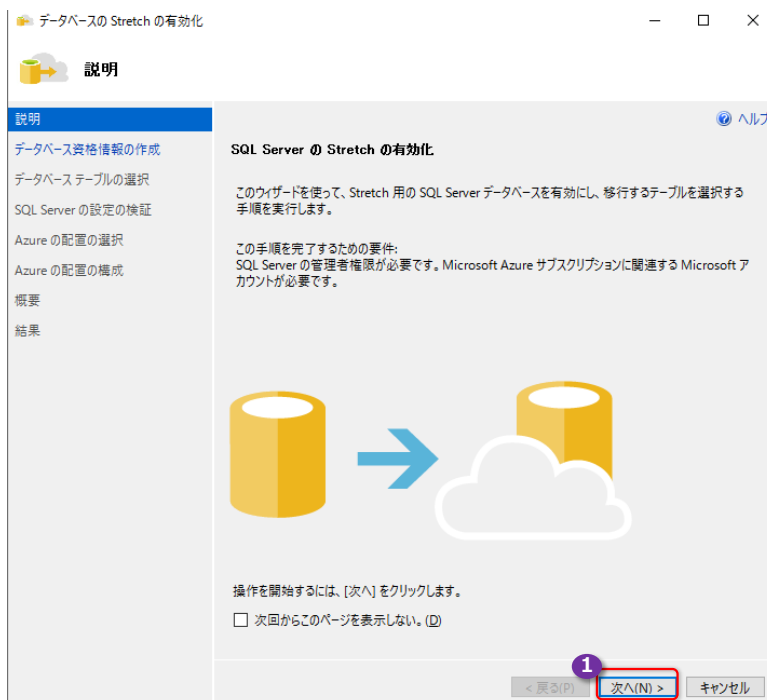 データベースの Stretch の有効化
説明
説明
データベース資格情報の作成
データベース テーブルの選択
SQL Server の設定の検証
Azure の配置の選択
Azure の配置の構成
概要
結果
ヘルプ
SQL Server の Stretch の有効化
このウィザードを使って、Stretch 用の SQL Server データベースを有効にし、移行するテーブルを選択する
手順を実行します。
この手順を完了するための要件:
SQL Server の管理者権限が必要です。Microsoft Azure サブスクリプションに関連する Microsoft ア
カウントが必要です。
操作を開始するには、[次へ] をクリックします。
次回からこのページを表示しない。(D)
1
< 戻る(P)
次へ(N) >
キャンセル